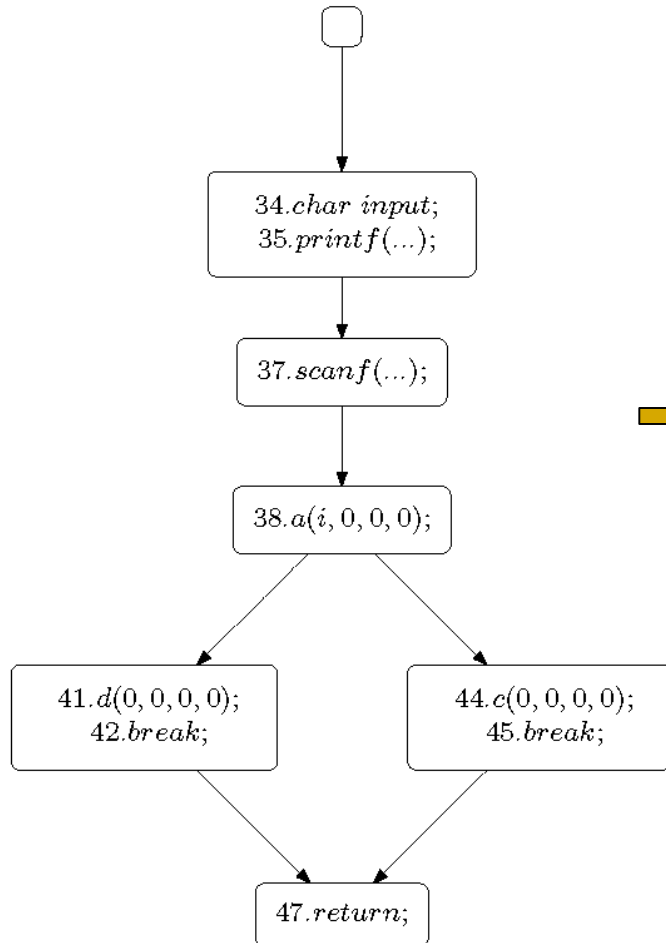 34.char input;
35.printf(...);
37.scanf(...);
38.a(i, 0, 0, 0);
41.d(0, 0, 0, 0);
42.break;
44.c(0, 0, 0, 0);
45.break;
47.return;